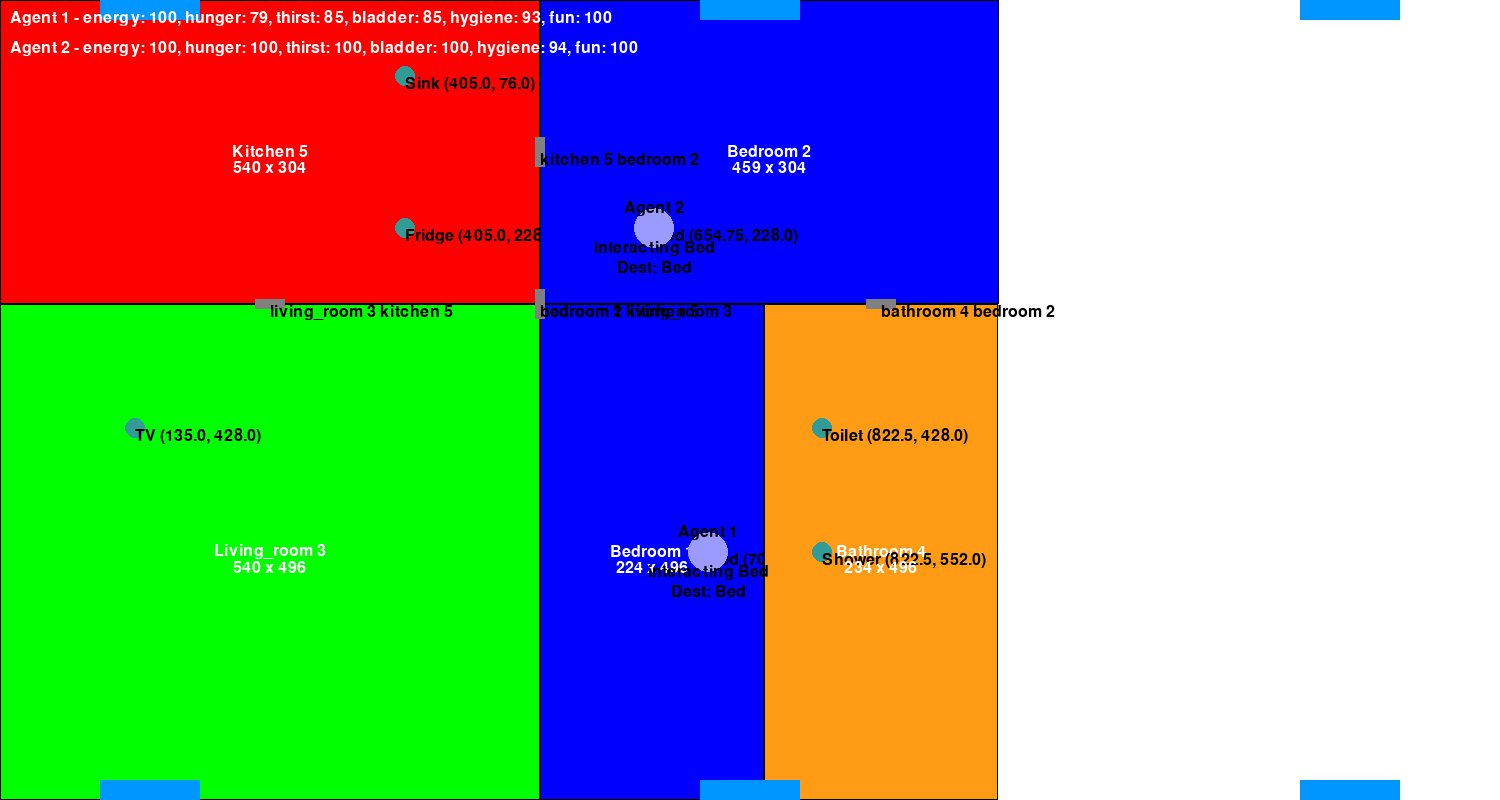 Agent 1 - energy: 100, hunger: 79, thirst: 85, bladder: 85, hygiene: 93, fun: 100
Agent 2 - energy: 100, hunger: 100, thirst: 100, bladder: 100, hygiene: 94, fun: 100
Sink (405.0, 76.0)
Kitchen 5
540 x 304
kitchen 5 bedroom 2
Bedroom 2
459 x 304
Agent 2
Fridge (405.0, 228
ed (654.75, 228.0)
interacting Bed
Dest: Bed
living_room 3 kitchen 5
bathroom 4 bedroom 2
TV (135.0, 428.0)
Toilet (822.5, 428.0)
Agent 1
Living_room 3
540 x 496
Bedroom
224 x 496
Bathroom 4
234 x 496
Shower (822.5, 552.0)
interacting Bed
Dest: Bed